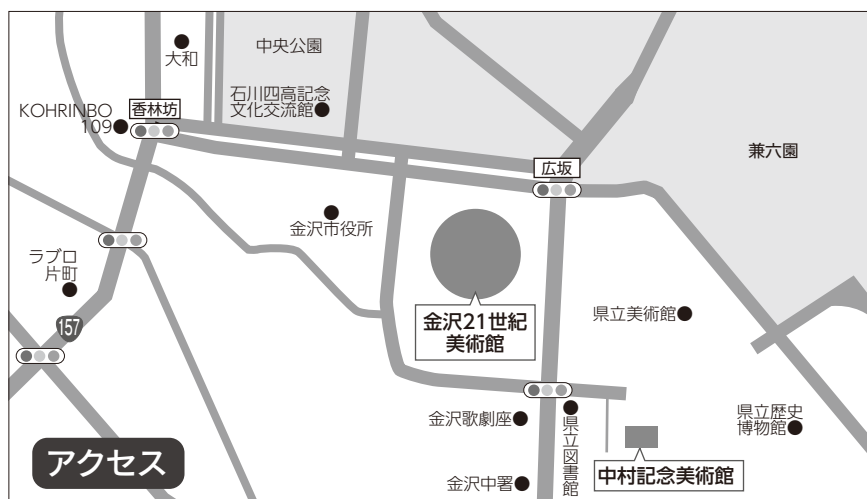 大和
中央公園
石川四高記念
文化交流館
KOHRINBO
109
香林坊
広坂
兼六園
金沢市役所
ラブロ
片町
157
金沢21世紀
美術館
県立美術館
金沢歌劇座
県立図書館
県立歴史
博物館
中村記念美術館
金沢中署
アクセス